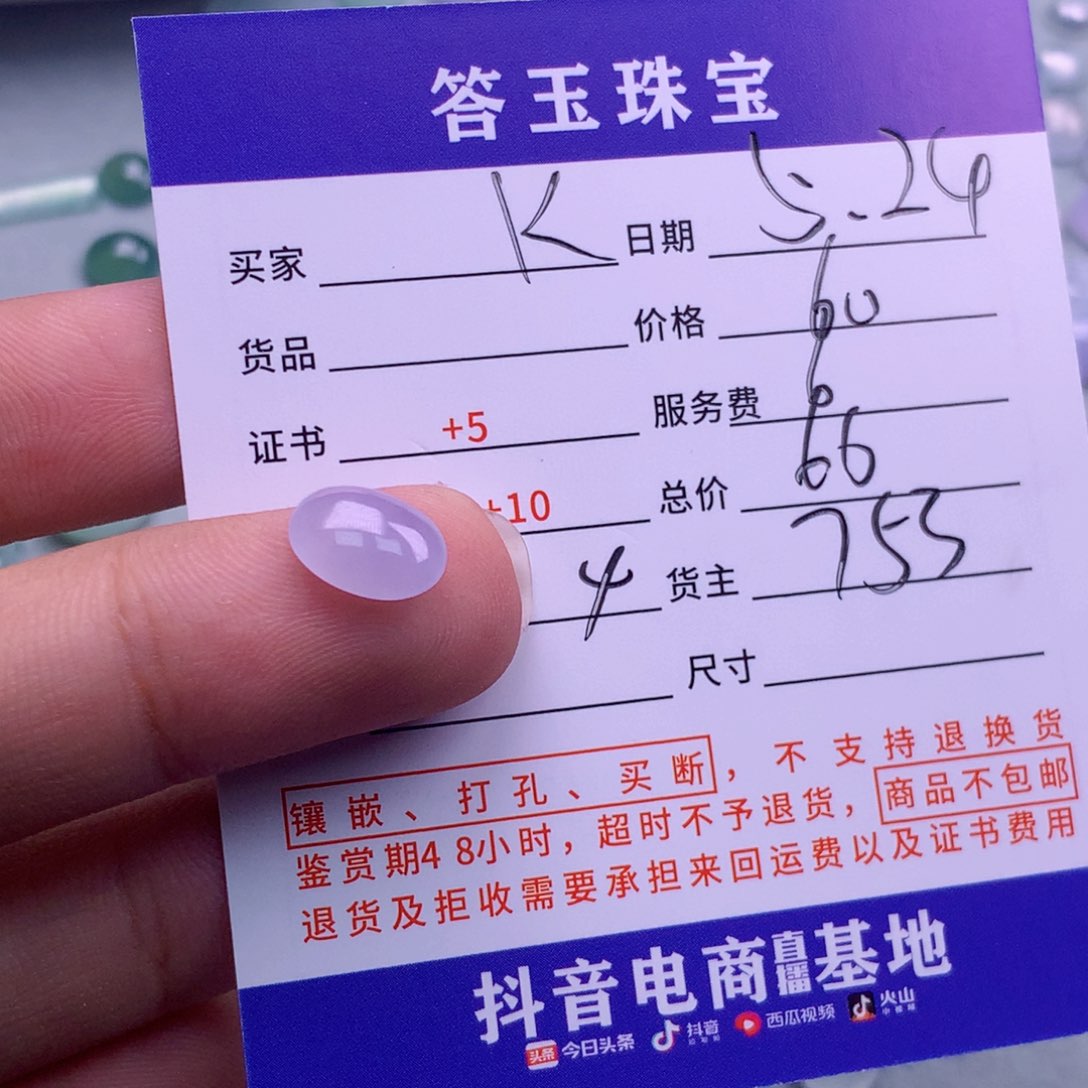 答玉珠宝
买家 K 日期 5.24
货品 价格 60
证书 +5 服务费 6
+10 总价 66
4 货主 753
尺寸
镶嵌、打孔、买断，不支持退换货
鉴赏期48小时，超时不予退货，商品不包邮
退货及拒收需要承担来回运费以及证书费用
抖音电商直播基地
头条 今日头条 抖音 西瓜视频 火山